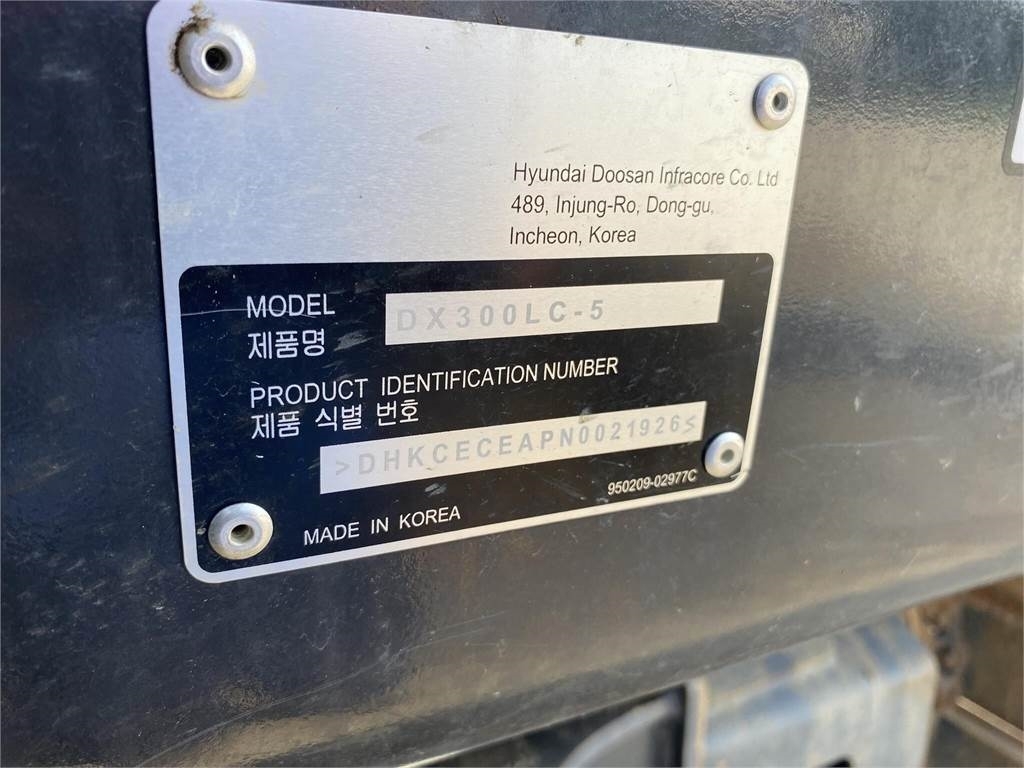 Hyundai Doosan Infracore Co. Ltd
489, Injung-Ro, Dong-gu,
Incheon, Korea
MODEL DX300LC-5
제품명
PRODUCT IDENTIFICATION NUMBER
제품 식별 번호
>DHKCECEAPN0021926<
950209-02977C
MADE IN KOREA